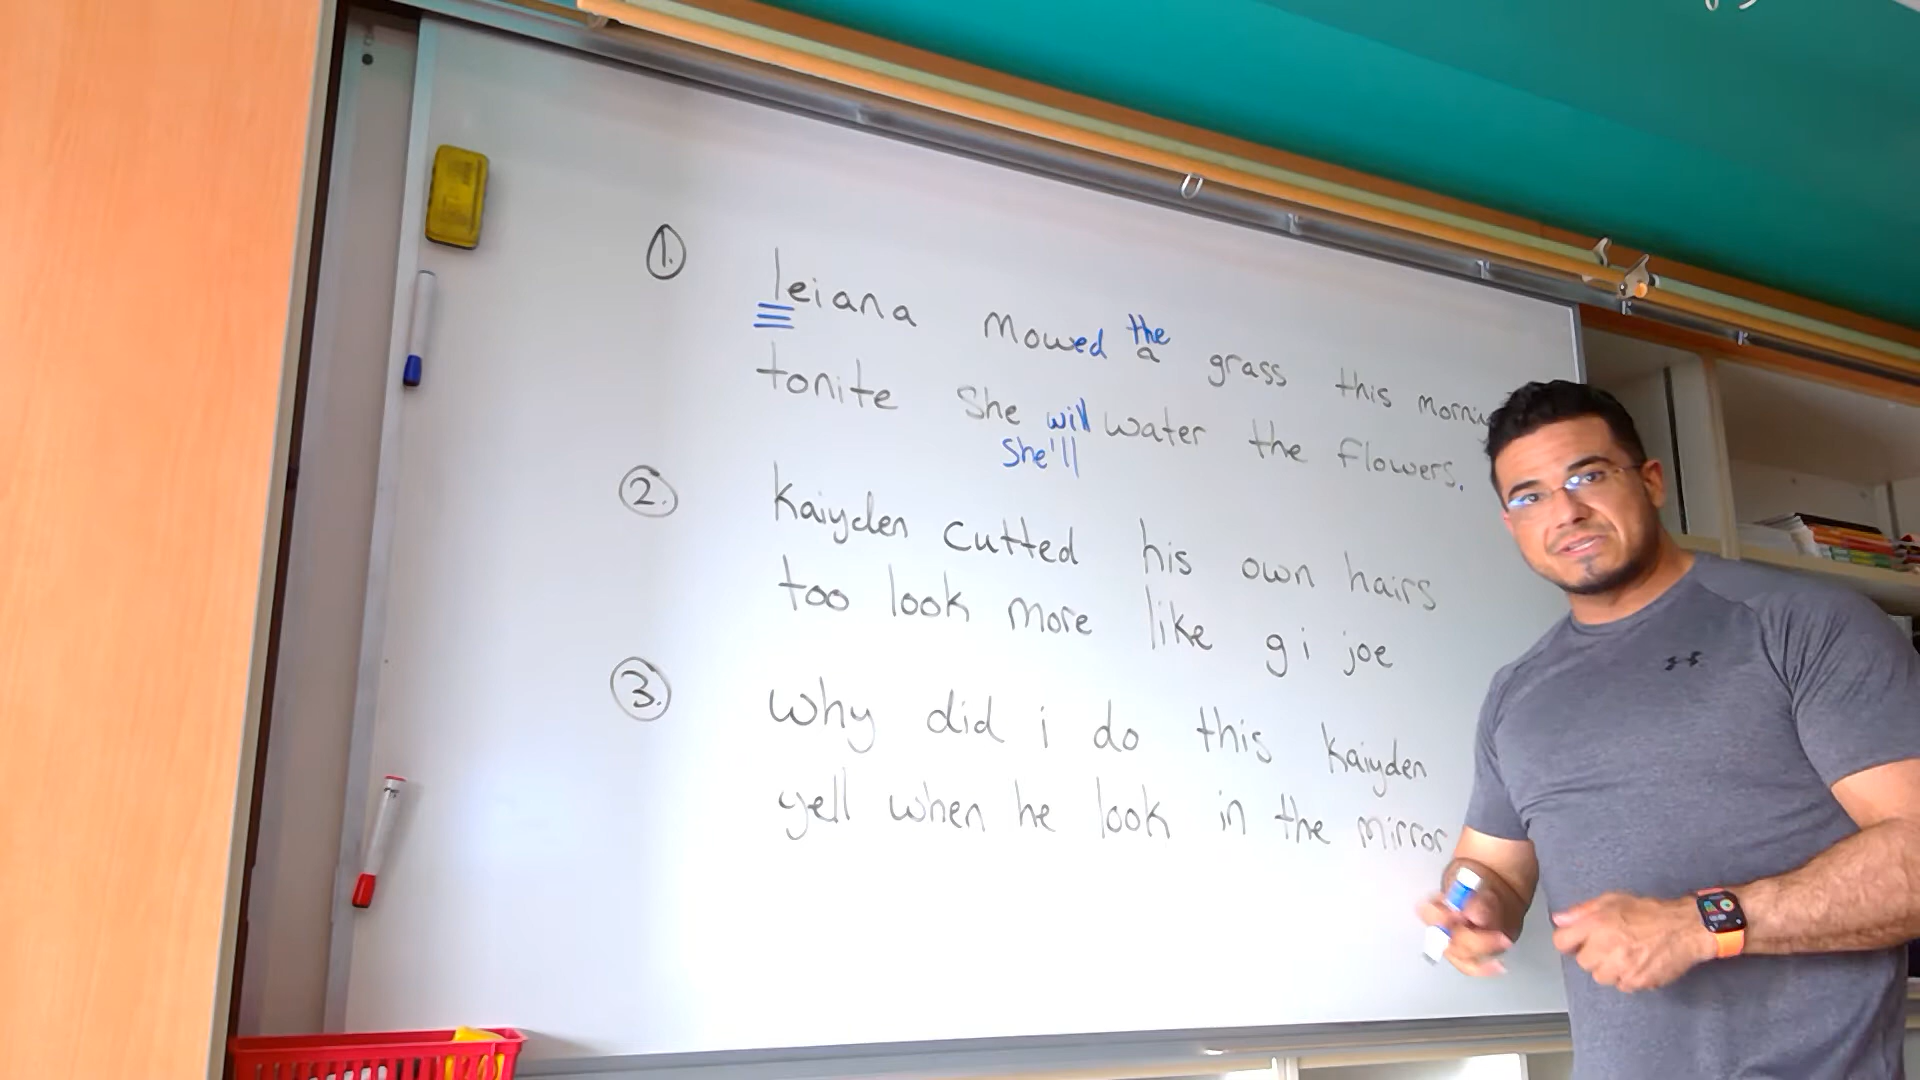 1. leiana mowed the
a grass this
tonite She will water the flowers.
She'll
2. Kaiyden cutted his own hairs
too look more like g i joe
3. why did i do this kaiyden
yell when he look in the mirror